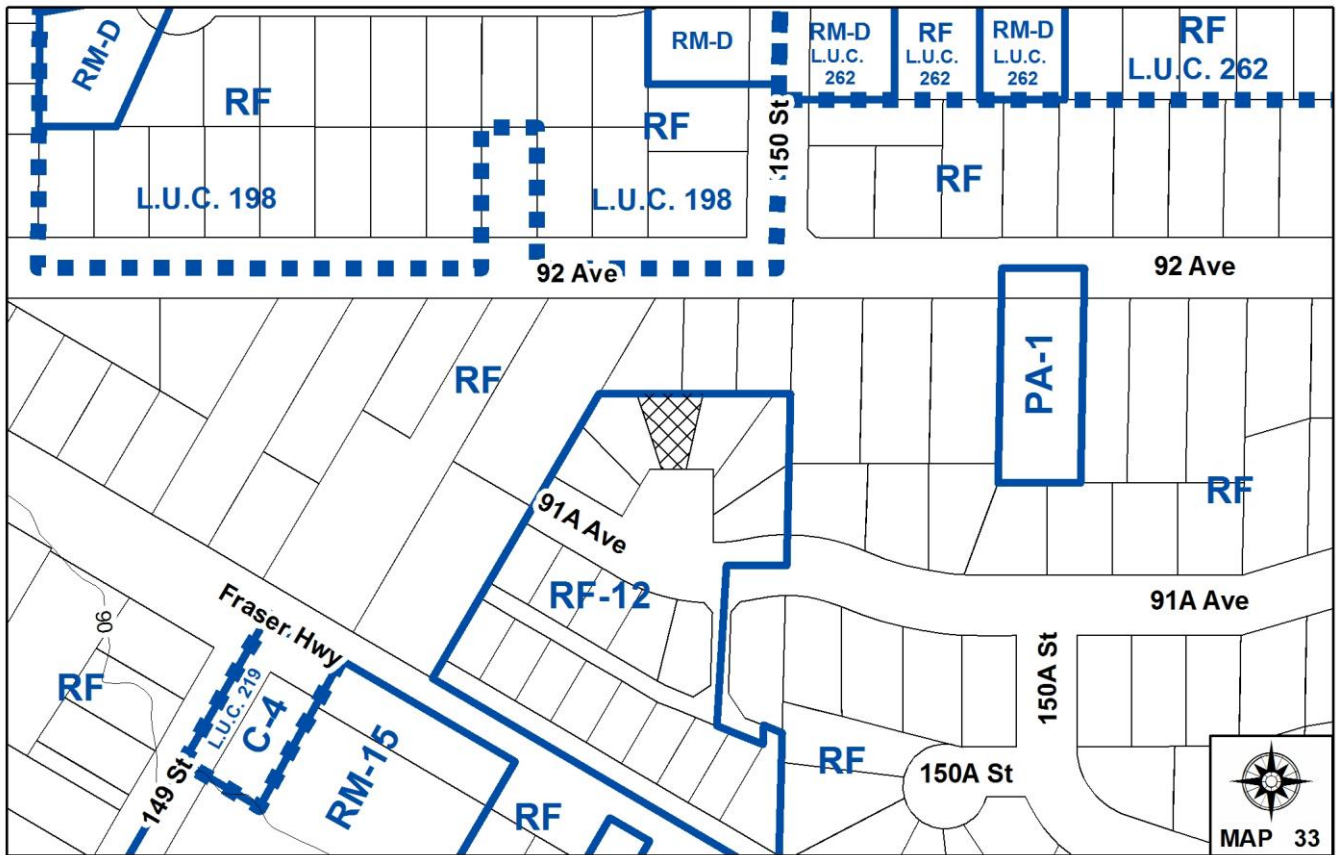 RM-D
RM-D
RM-D
L.U.C.
262
RF
L.U.C.
262
RM-D
L.U.C.
262
RF
L.U.C. 262
RF
RF
150 St
RF
L.U.C. 198
L.U.C. 198
92 Ave
92 Ave
RF
PA-1
RF
91A Ave
RF-12
91A Ave
Fraser Hwy
90
RF
L.U.C. 219
C-4
149 St
RM-15
RF
RF
150A St
150A St
MAP 33